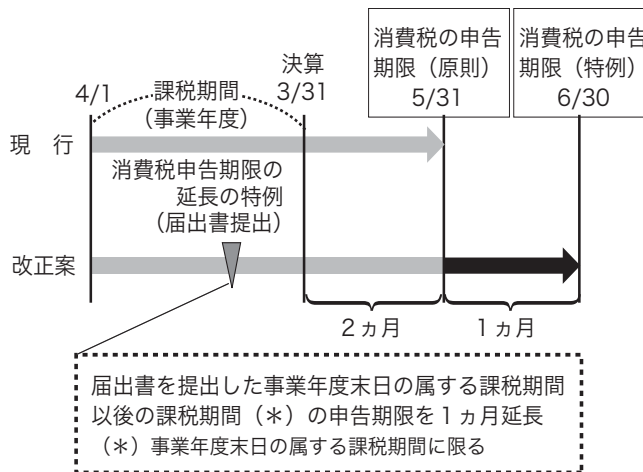 消費税の申告
期限（原則）
5/31
消費税の申告
期限（特例）
6/30
決算
3/31
4/1
課税期間
（事業年度）
現　行
消費税申告期限の
延長の特例
（届出書提出）
改正案
2ヵ月
1ヵ月
届出書を提出した事業年度末日の属する課税期間
以後の課税期間（＊）の申告期限を1ヵ月延長
（＊）事業年度末日の属する課税期間に限る